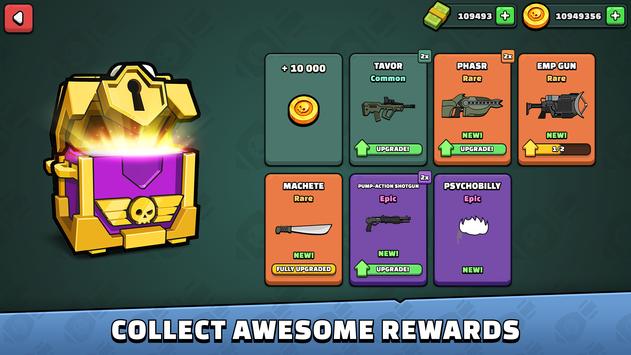 109493 +
10949356 +
+ 10 000
TAVOR
Common
2x
UPGRADE!
PHASR
Rare
2x
NEW!
UPGRADE!
EMP GUN
Rare
NEW!
1/2
MACHETE
Rare
NEW!
FULLY UPGRADED
PUMP-ACTION SHOTGUN
Epic
2x
NEW!
UPGRADE!
PSYCHOBILLY
Epic
NEW!
COLLECT AWESOME REWARDS